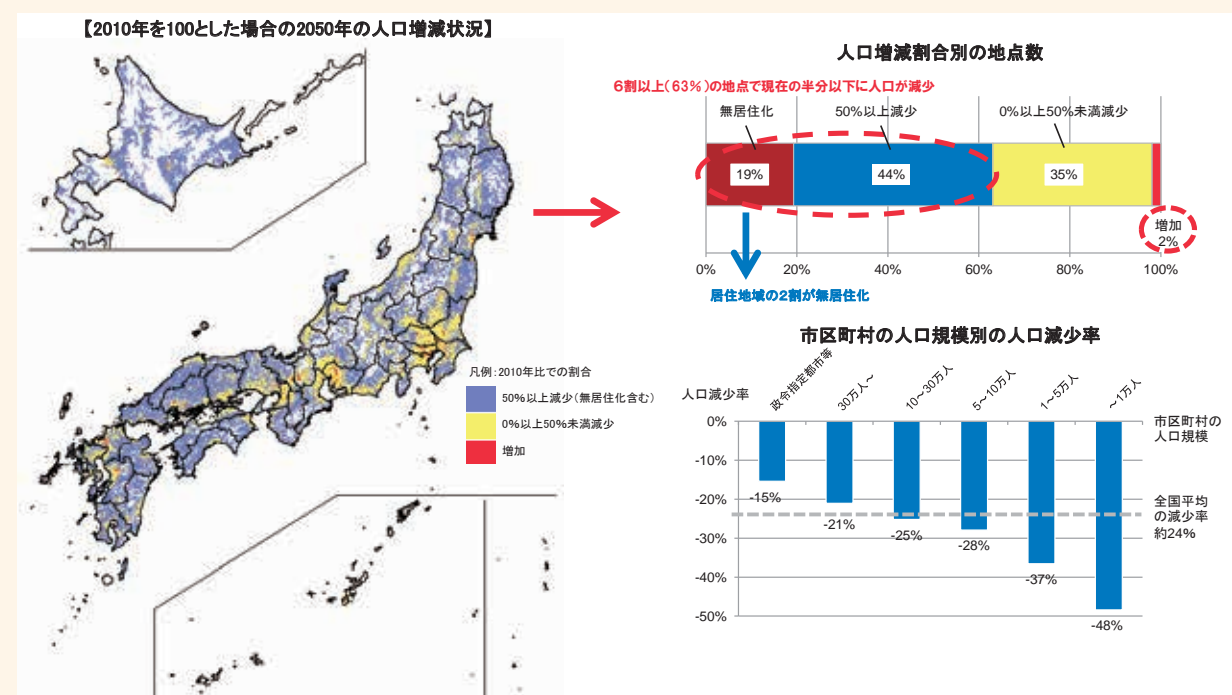 【2010年を100とした場合の2050年の人口増減状況】
凡例:2010年比での割合
50%以上減少(無居住化含む)
0%以上50%未満減少
増加
人口増減割合別の地点数
6割以上(63%)の地点で現在の半分以下に人口が減少
無居住化
50%以上減少
0%以上50%未満減少
19%
44%
35%
増加
2%
0%
20%
40%
60%
80%
100%
居住地域の2割が無居住化
市区町村の人口規模別の人口減少率
人口減少率
政令指定都市等
30万人~
10~30万人
5~10万人
1~5万人
~1万人
市区町村の
人口規模
0%
-10%
-20%
-30%
-40%
-50%
-15%
-21%
-25%
-28%
-37%
-48%
全国平均
の減少率
約24%